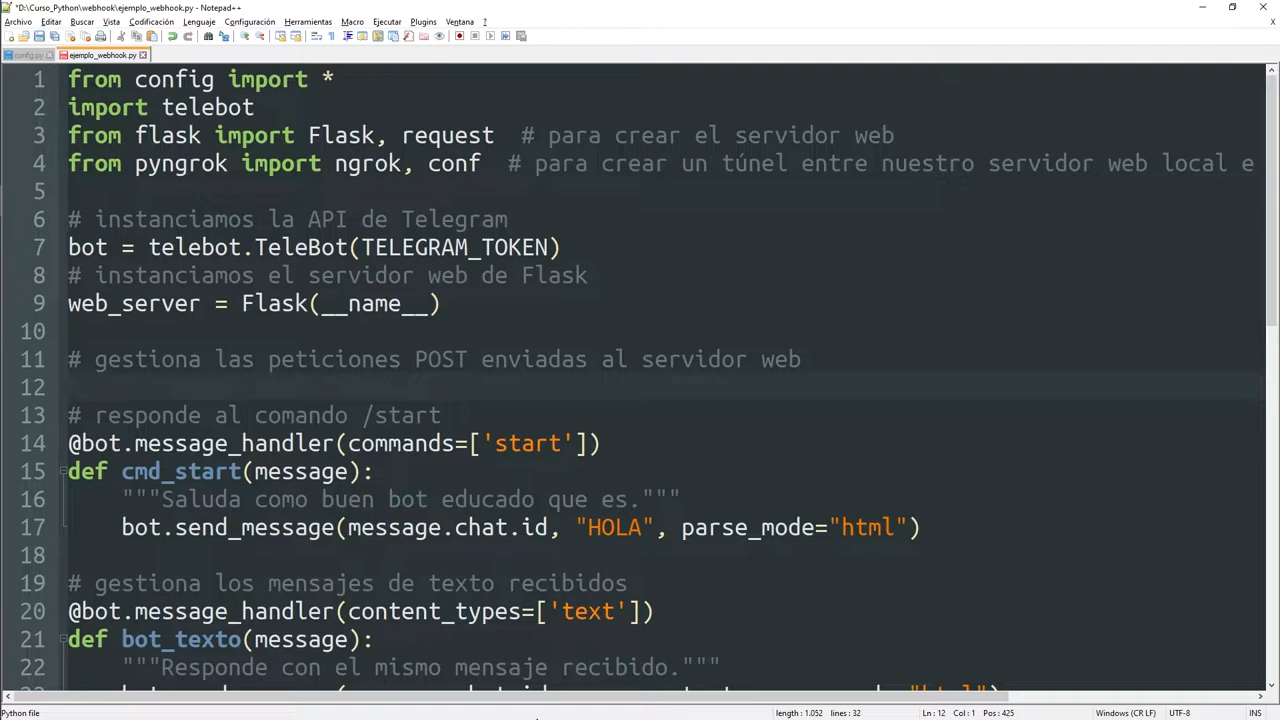 *D:\Curso_Python\webhook\ejemplo_webhook.py - Notepad++
Archivo Editar Buscar Vista Codificación Lenguaje Configuración Herramientas Macro Ejecutar Plugins Ventana ?
config.py ejemplo_webhook.py
1 from config import *
2 import telebot
3 from flask import Flask, request  # para crear el servidor web
4 from pyngrok import ngrok, conf  # para crear un túnel entre nuestro servidor web local e
5
6 # instanciamos la API de Telegram
7 bot = telebot.TeleBot(TELEGRAM_TOKEN)
8 # instanciamos el servidor web de Flask
9 web_server = Flask(__name__)
10
11 # gestiona las peticiones POST enviadas al servidor web
12
13 # responde al comando /start
14 @bot.message_handler(commands=['start'])
15 def cmd_start(message):
16     """Saluda como buen bot educado que es."""
17     bot.send_message(message.chat.id, "HOLA", parse_mode="html")
18
19 # gestiona los mensajes de texto recibidos
20 @bot.message_handler(content_types=['text'])
21 def bot_texto(message):
22     """Responde con el mismo mensaje recibido."""
Python file length : 1.052 lines : 32 Ln : 12 Col : 1 Pos : 425 Windows (CR LF) UTF-8 INS